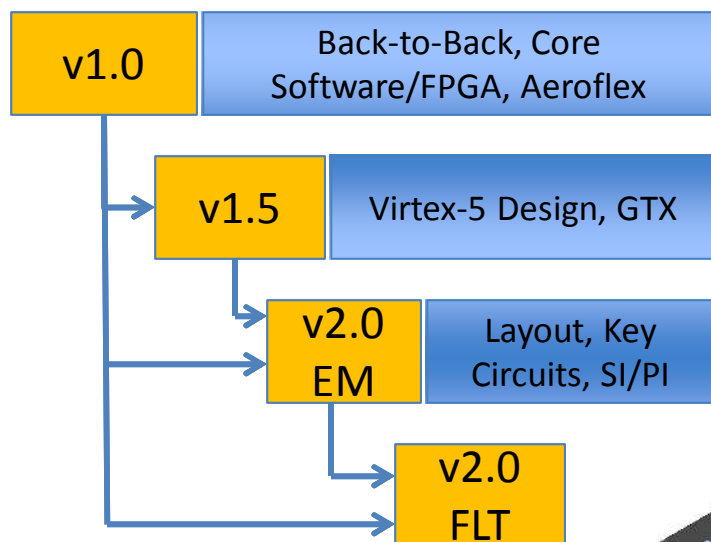 v1.0
Back-to-Back, Core
Software/FPGA, Aeroflex
v1.5
Virtex-5 Design, GTX
v2.0
EM
Layout, Key
Circuits, SI/PI
v2.0
FLT